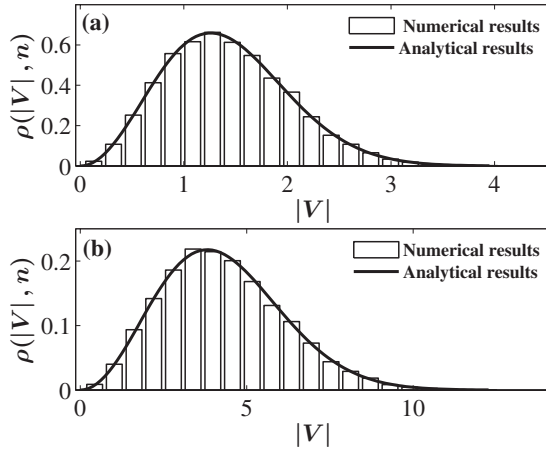 (a)
Numerical results
Analytical results
ρ(|V|, n)
0.6
0.4
0.2
0
0 1 2 3 4
|V|
(b)
Numerical results
Analytical results
ρ(|V|, n)
0.2
0.1
0
0 5 10
|V|